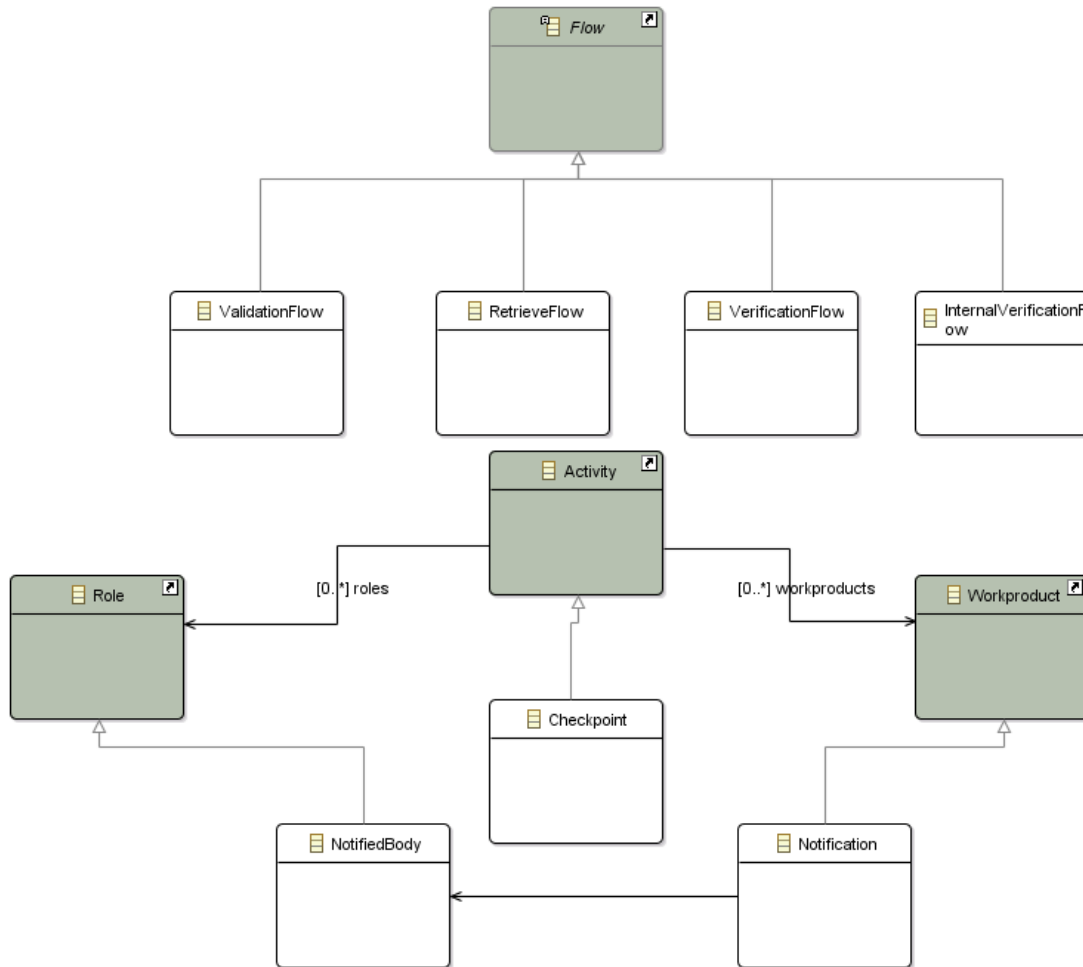 Flow
ValidationFlow
RetrieveFlow
VerificationFlow
InternalVerificationF
ow
Activity
[0..*] roles
[0..*] workproducts
Role
Workproduct
Checkpoint
NotifiedBody
Notification